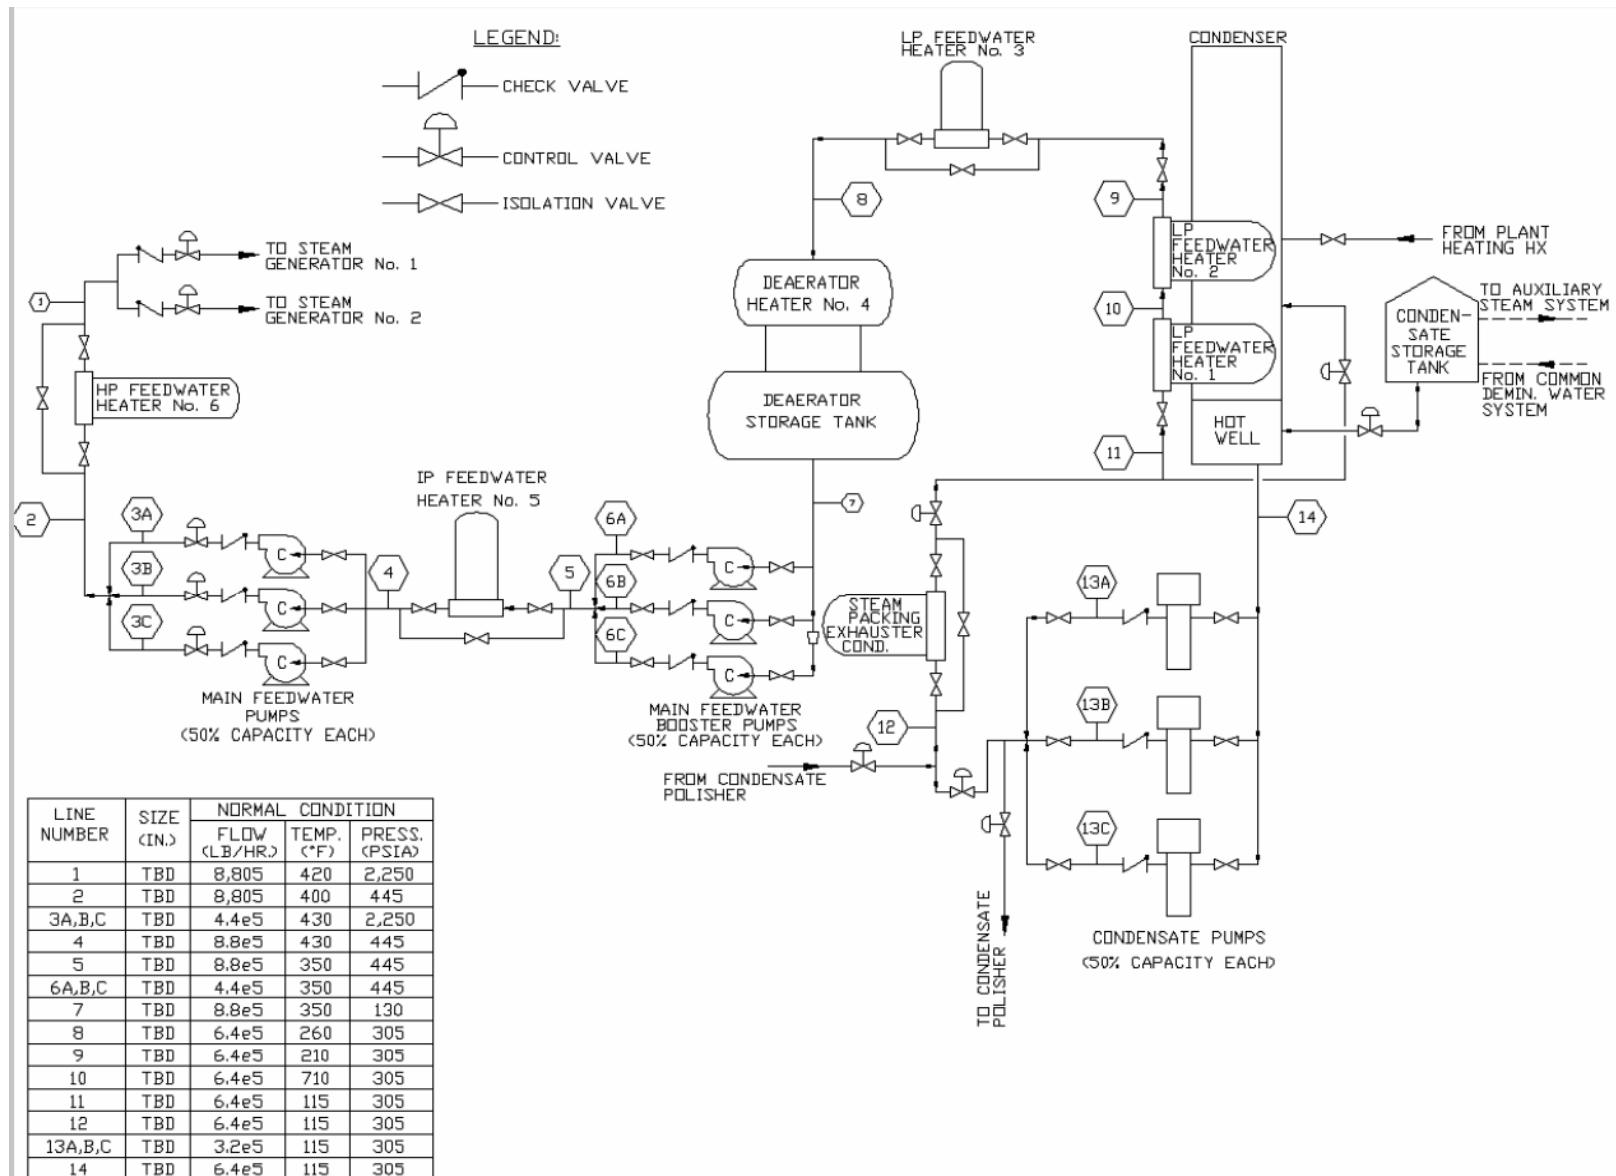 LEGEND:
CHECK VALVE
CONTROL VALVE
ISOLATION VALVE
LP FEEDWATER
HEATER No. 3
CONDENSER
8
9
LP
FEEDWATER
HEATER
No. 2
FROM PLANT
HEATING HX
10
LP
FEEDWATER
HEATER
No. 1
TO AUXILIARY
STEAM SYSTEM
CONDEN-
SATE
STORAGE
TANK
FROM COMMON
DEMIN. WATER
SYSTEM
HOT
WELL
11
14
TO STEAM
GENERATOR No. 1
1
TO STEAM
GENERATOR No. 2
HP FEEDWATER
HEATER No. 6
DEAERATOR
HEATER No. 4
DEAERATOR
STORAGE TANK
IP FEEDWATER
HEATER No. 5
2
3A
3B
3C
C
C
C
4
5
6A
6B
6C
C
C
C
7
STEAM
PACKING
EXHAUSTER
COND.
12
13A
13B
13C
MAIN FEEDWATER
PUMPS
(50% CAPACITY EACH)
MAIN FEEDWATER
BOOSTER PUMPS
(50% CAPACITY EACH)
FROM CONDENSATE
POLISHER
TO CONDENSATE
POLISHER
CONDENSATE PUMPS
(50% CAPACITY EACH)
LINE NUMBER SIZE (IN.) NORMAL CONDITION
FLOW (LB/HR.) TEMP. (°F) PRESS. (PSIA)
1 TBD 8,805 420 2,250
2 TBD 8,805 400 445
3A,B,C TBD 4.4e5 430 2,250
4 TBD 8.8e5 430 445
5 TBD 8.8e5 350 445
6A,B,C TBD 4.4e5 350 445
7 TBD 8.8e5 350 130
8 TBD 6.4e5 260 305
9 TBD 6.4e5 210 305
10 TBD 6.4e5 710 305
11 TBD 6.4e5 115 305
12 TBD 6.4e5 115 305
13A,B,C TBD 3.2e5 115 305
14 TBD 6.4e5 115 305